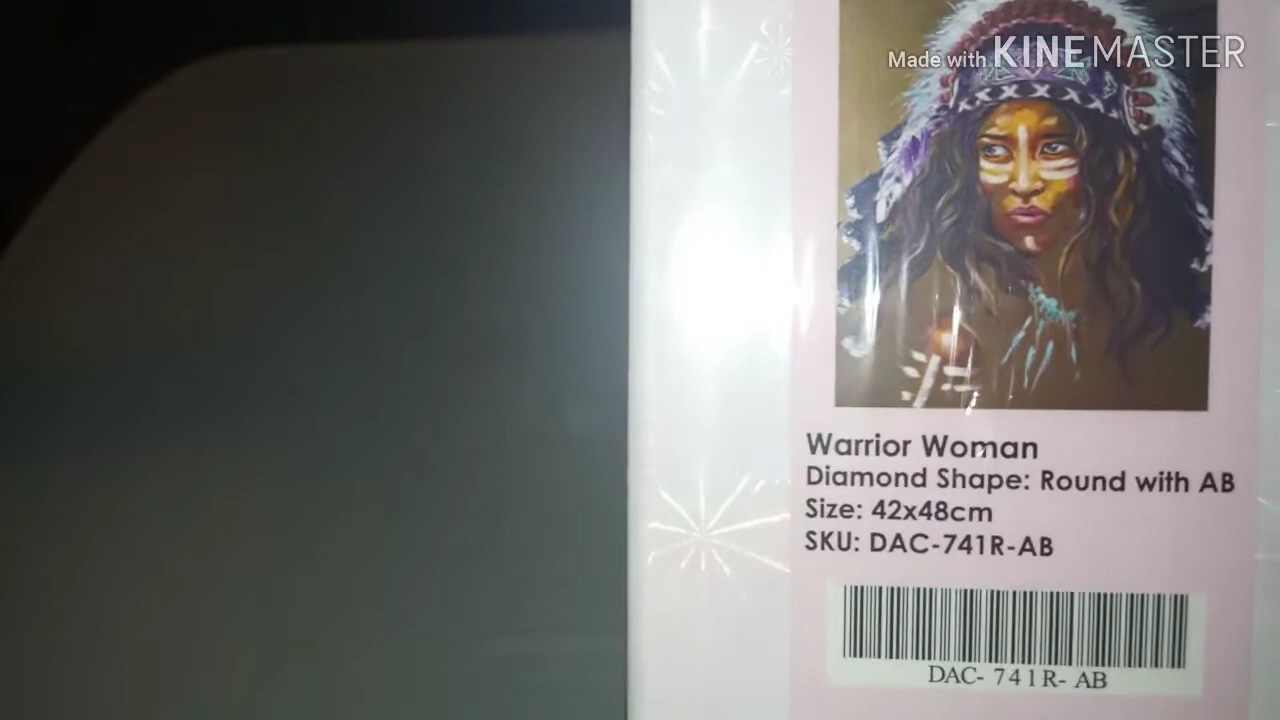 Made with KINEMASTER
Warrior Woman
Diamond Shape: Round with AB
Size: 42x48cm
SKU: DAC-741R-AB
DAC- 741R- AB